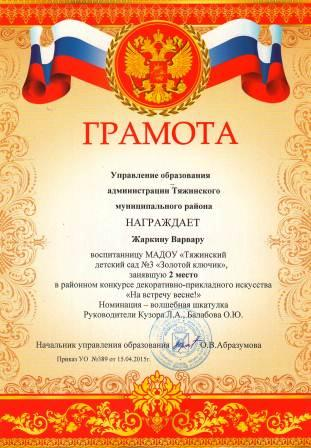 ГРАМОТА
Управление образования
администрации Тяжинского
муниципального района
НАГРАЖДАЕТ
Жаркину Варвару
воспитанницу МАДОУ «Тяжинский
детский сад №3 «Золотой ключик»,
занявшую 2 место
в районном конкурсе декоративно-прикладного искусства
«На встречу весне!»
Номинация – волшебная шкатулка
Руководители Кузора Л.А., Балабова О.Ю.
Начальник управления образования О.В.Абразумова
Приказ УО №389 от 15.04.2015г.